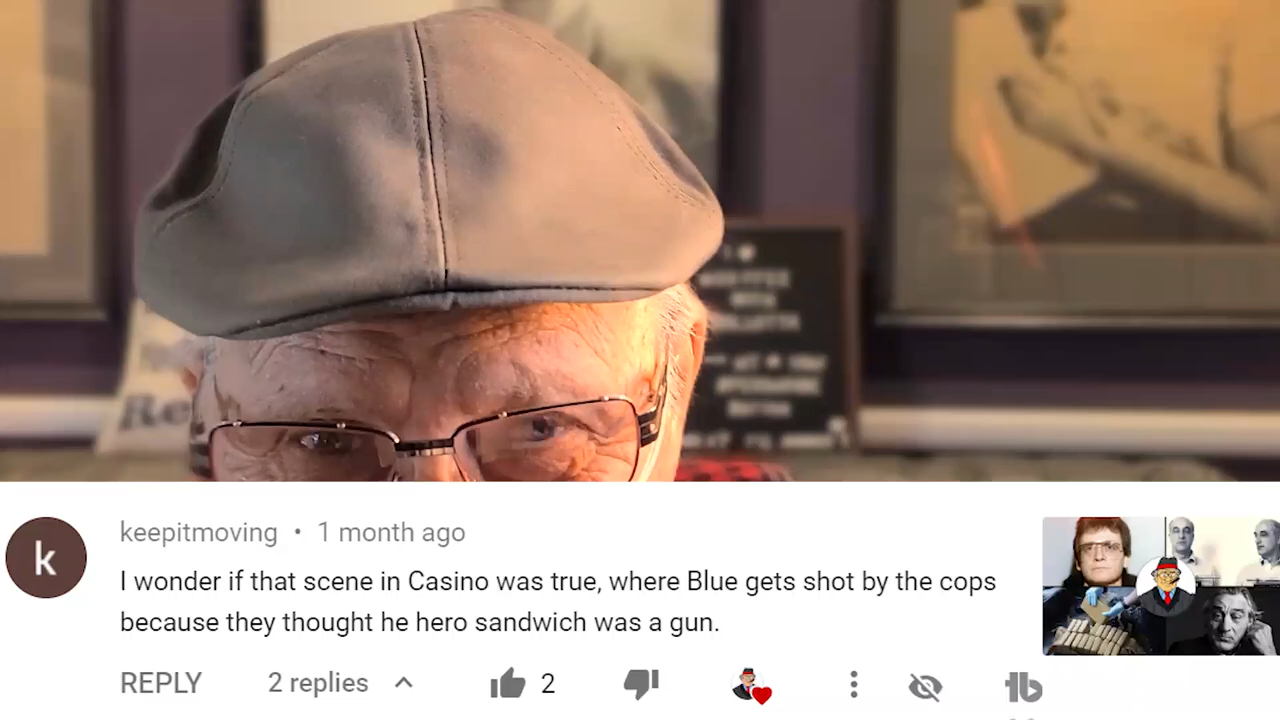 Re
k
keepitmoving • 1 month ago
I wonder if that scene in Casino was true, where Blue gets shot by the cops
because they thought he hero sandwich was a gun.
REPLY 2 replies 2